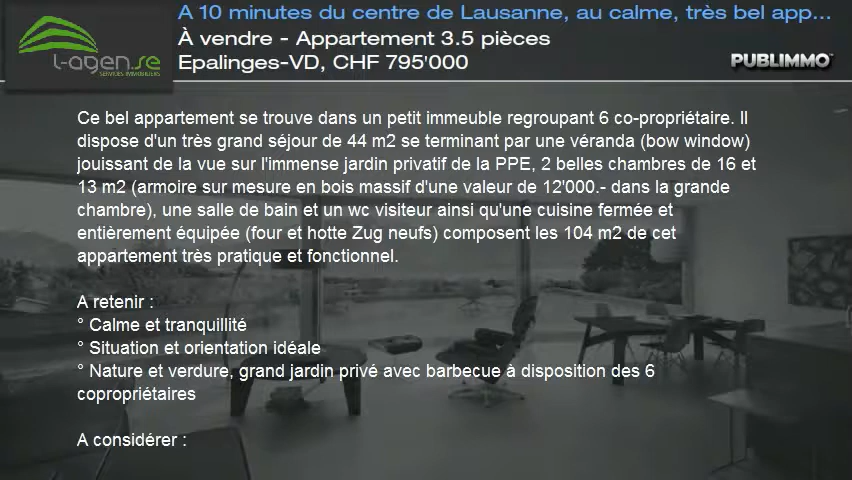 A 10 minutes du centre de Lausanne, au calme, très bel app...
À vendre - Appartement 3.5 pièces
Epalinges-VD, CHF 795'000
l-agen.se
SERVICES IMMOBILIERS
PUBLIMMO
Ce bel appartement se trouve dans un petit immeuble regroupant 6 co-propriétaire. Il
dispose d'un très grand séjour de 44 m2 se terminant par une véranda (bow window)
jouissant de la vue sur l'immense jardin privatif de la PPE, 2 belles chambres de 16 et
13 m2 (armoire sur mesure en bois massif d'une valeur de 12'000.- dans la grande
chambre), une salle de bain et un wc visiteur ainsi qu'une cuisine fermée et
entièrement équipée (four et hotte Zug neufs) composent les 104 m2 de cet
appartement très pratique et fonctionnel.
A retenir :
° Calme et tranquillité
° Situation et orientation idéale
° Nature et verdure, grand jardin privé avec barbecue à disposition des 6
copropriétaires
A considérer :